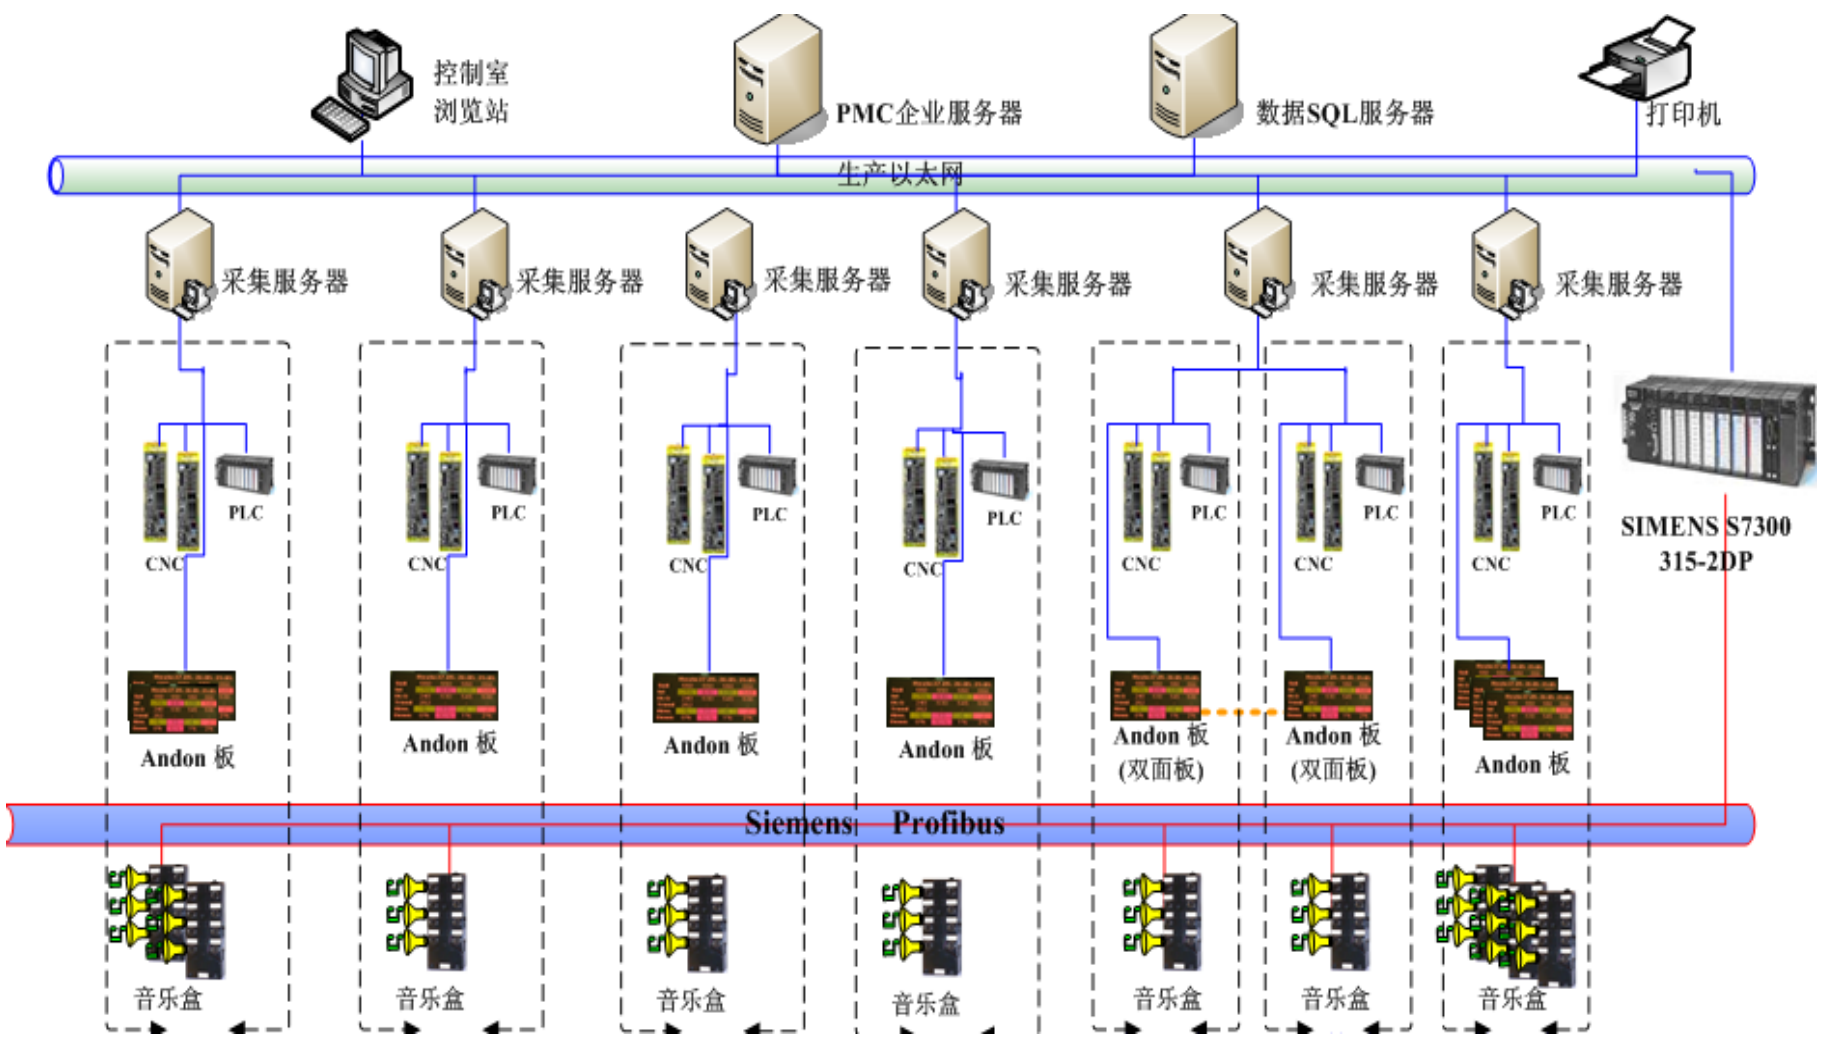 控制室
浏览站
PMC企业服务器
数据SQL服务器
打印机
生产以太网
采集服务器
采集服务器
采集服务器
采集服务器
采集服务器
采集服务器
PLC
PLC
PLC
PLC
PLC
PLC
PLC
SIMENS S7300
315-2DP
CNC
CNC
CNC
CNC
CNC
CNC
CNC
Andon 板
Andon 板
Andon 板
Andon 板
Andon 板
(双面板)
Andon 板
(双面板)
Andon 板
Siemens Profibus
音乐盒
音乐盒
音乐盒
音乐盒
音乐盒
音乐盒
音乐盒